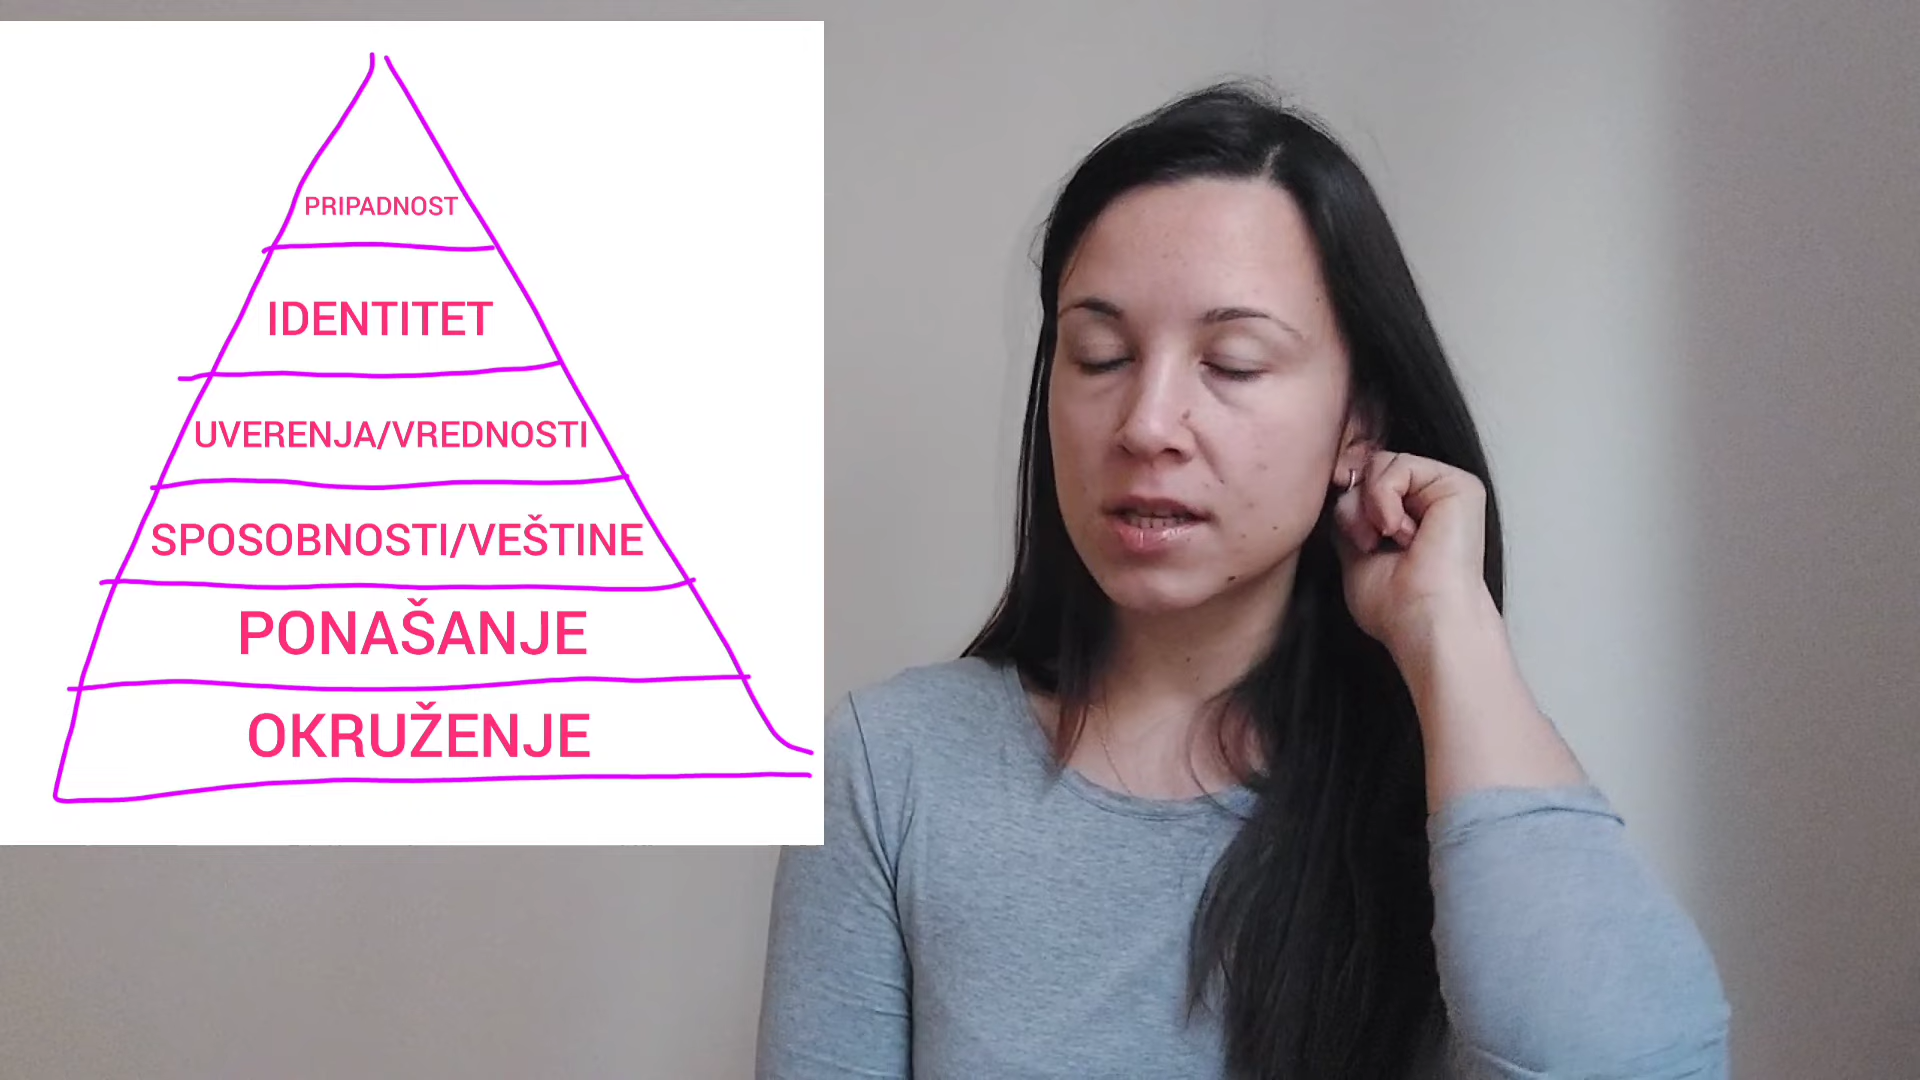 PRIPADNOST
IDENTITET
UVERENJA/VREDNOSTI
SPOSOBNOSTI/VEŠTINE
PONAŠANJE
OKRUŽENJE